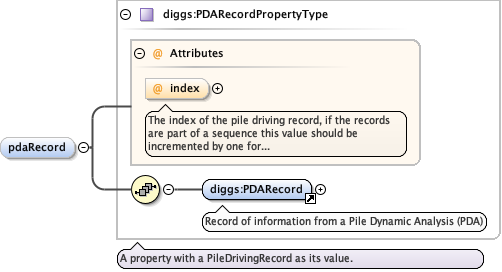 diggs:PDARecordPropertyType
@ Attributes
@ index
The index of the pile driving record, if the records
are part of a sequence this value should be
incremented by one for...
pdaRecord
diggs:PDARecord
Record of information from a Pile Dynamic Analysis (PDA)
A property with a PileDrivingRecord as its value.